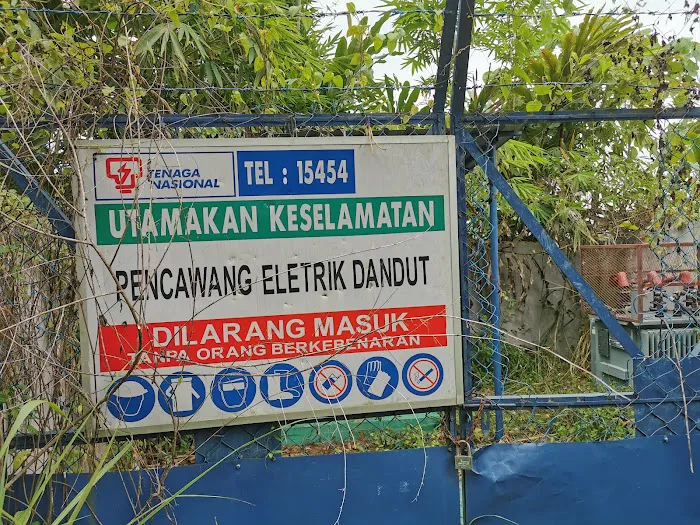 TENAGA
NASIONAL
TEL : 15454
UTAMAKAN KESELAMATAN
PENCAWANG ELETRIK DANDUT
DILARANG MASUK
TANPA ORANG BERKEBENARAN